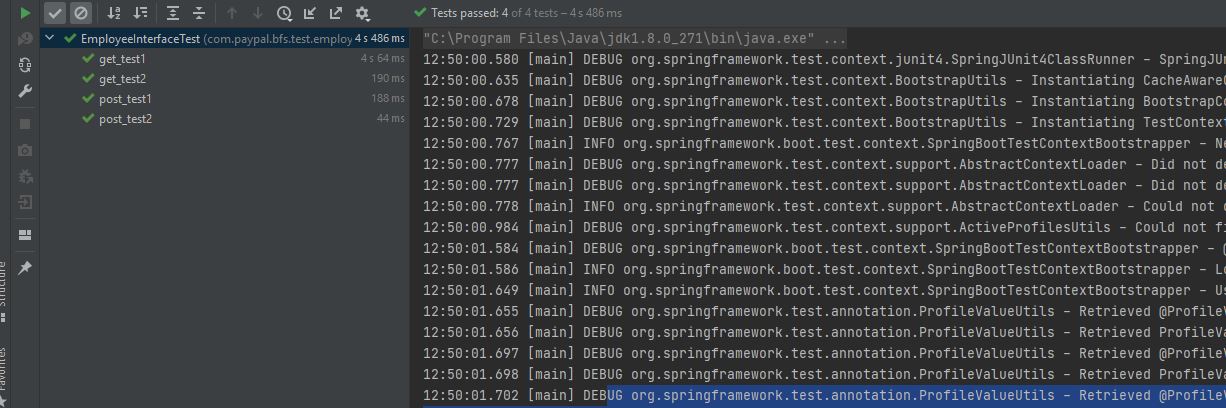 Tests passed: 4 of 4 tests – 4 s 486 ms
EmployeeInterfaceTest (com.paypal.bfs.test.employ 4 s 486 ms
get_test1 4 s 64 ms
get_test2 190 ms
post_test1 188 ms
post_test2 44 ms
"C:\Program Files\Java\jdk1.8.0_271\bin\java.exe" ...
12:50:00.580 [main] DEBUG org.springframework.test.context.junit4.SpringJUnit4ClassRunner - SpringJU
12:50:00.635 [main] DEBUG org.springframework.test.context.BootstrapUtils - Instantiating CacheAwareC
12:50:00.678 [main] DEBUG org.springframework.test.context.BootstrapUtils - Instantiating BootstrapCo
12:50:00.729 [main] DEBUG org.springframework.test.context.BootstrapUtils - Instantiating TestContext
12:50:00.767 [main] INFO org.springframework.boot.test.context.SpringBootTestContextBootstrapper - Ne
12:50:00.777 [main] DEBUG org.springframework.test.context.support.AbstractContextLoader - Did not de
12:50:00.777 [main] DEBUG org.springframework.test.context.support.AbstractContextLoader - Did not de
12:50:00.778 [main] INFO org.springframework.test.context.support.AbstractContextLoader - Could not d
12:50:00.984 [main] DEBUG org.springframework.test.context.support.ActiveProfilesUtils - Could not fi
12:50:01.584 [main] DEBUG org.springframework.boot.test.context.SpringBootTestContextBootstrapper - @
12:50:01.586 [main] INFO org.springframework.boot.test.context.SpringBootTestContextBootstrapper - Lo
12:50:01.649 [main] INFO org.springframework.boot.test.context.SpringBootTestContextBootstrapper - Us
12:50:01.655 [main] DEBUG org.springframework.test.annotation.ProfileValueUtils - Retrieved @ProfileV
12:50:01.656 [main] DEBUG org.springframework.test.annotation.ProfileValueUtils - Retrieved ProfileVa
12:50:01.697 [main] DEBUG org.springframework.test.annotation.ProfileValueUtils - Retrieved @ProfileV
12:50:01.698 [main] DEBUG org.springframework.test.annotation.ProfileValueUtils - Retrieved ProfileVa
12:50:01.702 [main] DEBUG org.springframework.test.annotation.ProfileValueUtils - Retrieved @ProfileV
Structure
Favorites